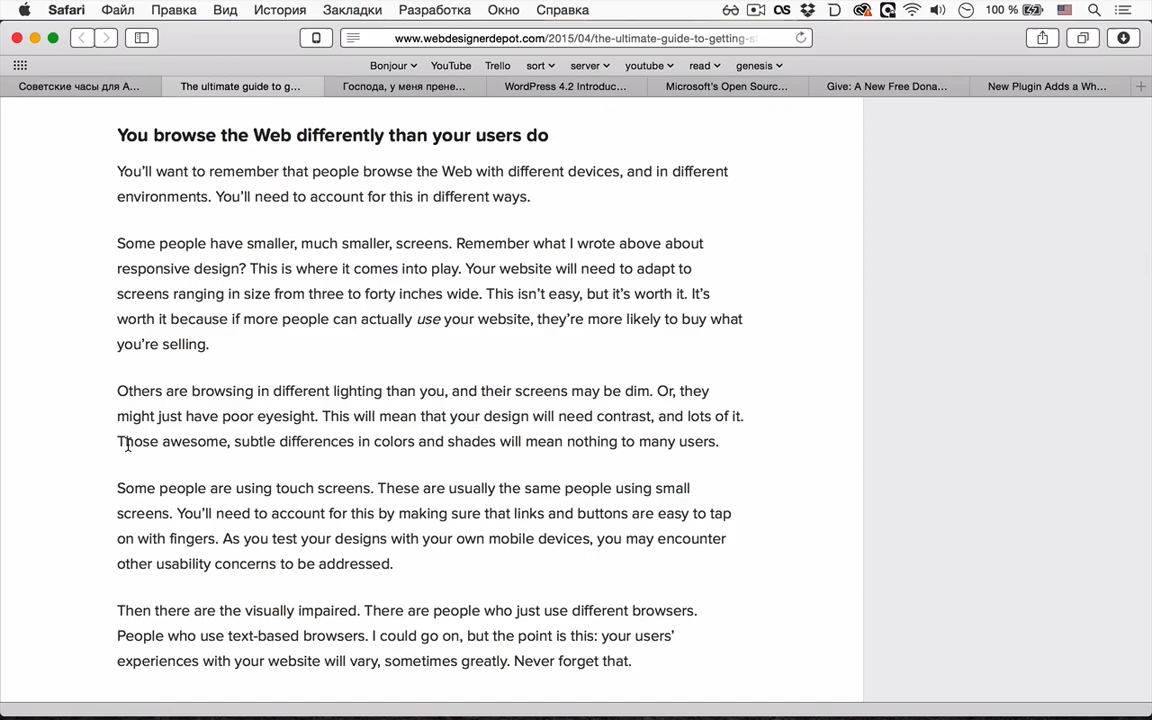 Safari Файл Правка Вид История Закладки Разработка Окно Справка 100 %
www.webdesignerdepot.com/2015/04/the-ultimate-guide-to-getting-s
Bonjour YouTube Trello sort server youtube read genesis
Советские часы для А... The ultimate guide to g... Господа, у меня прене... WordPress 4.2 Introduc... Microsoft's Open Sourc... Give: A New Free Dona... New Plugin Adds a Wh...
You browse the Web differently than your users do
You’ll want to remember that people browse the Web with different devices, and in different
environments. You’ll need to account for this in different ways.
Some people have smaller, much smaller, screens. Remember what I wrote above about
responsive design? This is where it comes into play. Your website will need to adapt to
screens ranging in size from three to forty inches wide. This isn’t easy, but it’s worth it. It’s
worth it because if more people can actually use your website, they’re more likely to buy what
you’re selling.
Others are browsing in different lighting than you, and their screens may be dim. Or, they
might just have poor eyesight. This will mean that your design will need contrast, and lots of it.
Those awesome, subtle differences in colors and shades will mean nothing to many users.
Some people are using touch screens. These are usually the same people using small
screens. You’ll need to account for this by making sure that links and buttons are easy to tap
on with fingers. As you test your designs with your own mobile devices, you may encounter
other usability concerns to be addressed.
Then there are the visually impaired. There are people who just use different browsers.
People who use text-based browsers. I could go on, but the point is this: your users’
experiences with your website will vary, sometimes greatly. Never forget that.